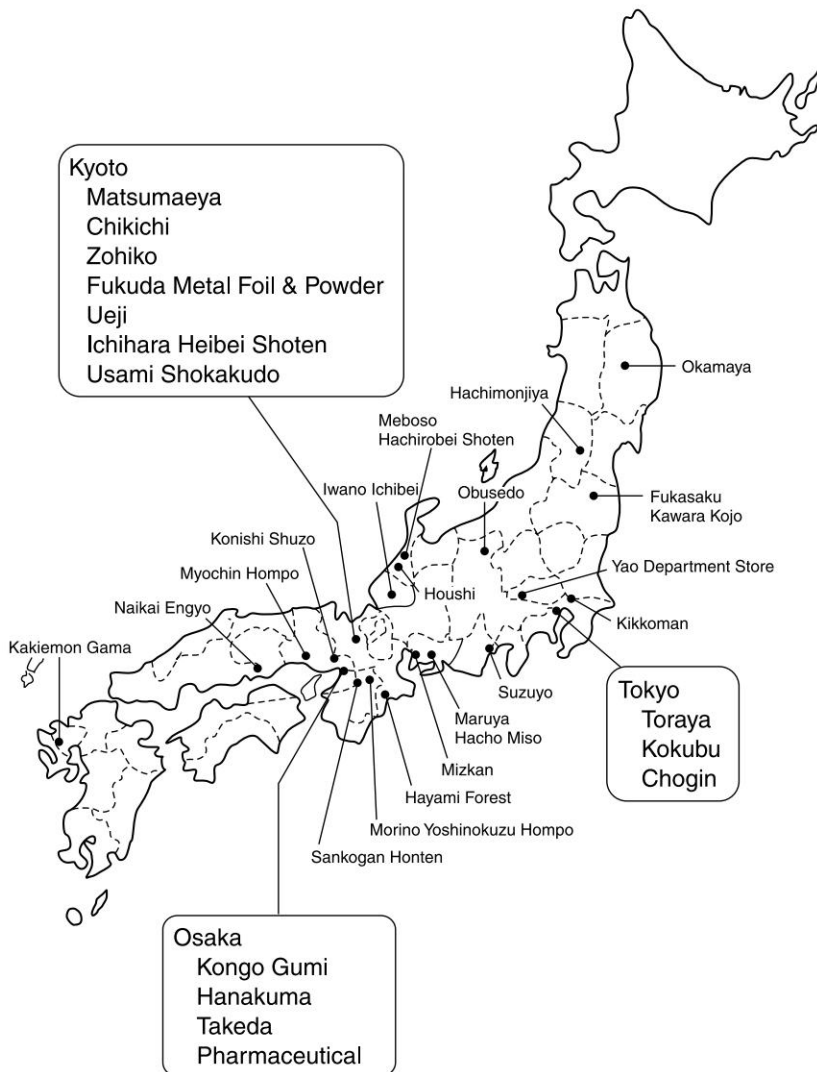 Kyoto
Matsumaeya
Chikichi
Zohiko
Fukuda Metal Foil & Powder
Ueji
Ichihara Heibei Shoten
Usami Shokakudo
Okamaya
Hachimonjiya
Meboso
Hachirobei Shoten
Iwano Ichibei
Obusedo
Fukasaku
Kawara Kojo
Konishi Shuzo
Myochin Hompo
Houshi
Yao Department Store
Naikai Engyo
Kikkoman
Kakiemon Gama
Suzuyo
Maruya
Hacho Miso
Mizkan
Hayami Forest
Morino Yoshinokuzu Hompo
Sankogan Honten
Tokyo
Toraya
Kokubu
Chogin
Osaka
Kongo Gumi
Hanakuma
Takeda
Pharmaceutical